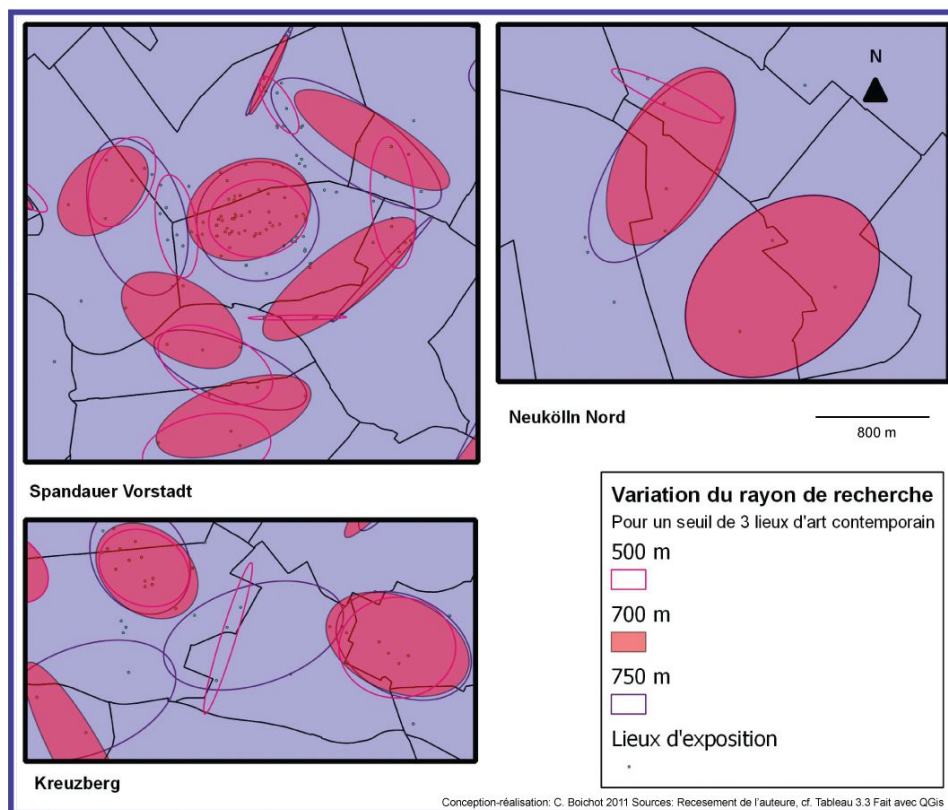 N
Neukölln Nord
800 m
Spandauer Vorstadt
Kreuzberg
Variation du rayon de recherche
Pour un seuil de 3 lieux d'art contemporain
500 m
700 m
750 m
Lieux d'exposition
Conception-réalisation: C. Boichot 2011 Sources: Recesement de l'auteure, cf. Tableau 3.3 Fait avec QGis